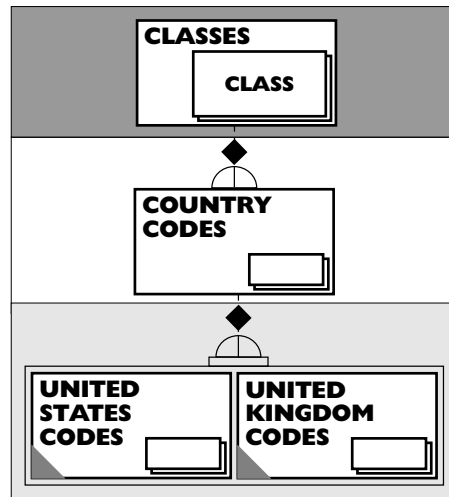 CLASSES
CLASS
COUNTRY
CODES
UNITED
STATES
CODES
UNITED
KINGDOM
CODES